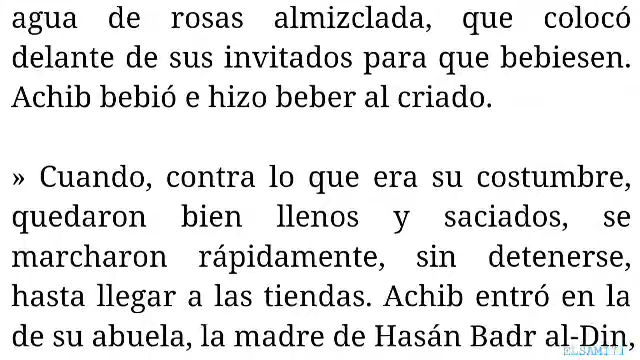 agua de rosas almizclada, que colocó
delante de sus invitados para que bebiesen.
Achib bebió e hizo beber al criado.
» Cuando, contra lo que era su costumbre,
quedaron bien llenos y saciados, se
marcharon rápidamente, sin detenerse,
hasta llegar a las tiendas. Achib entró en la
de su abuela, la madre de Hasán Badr al-Din,